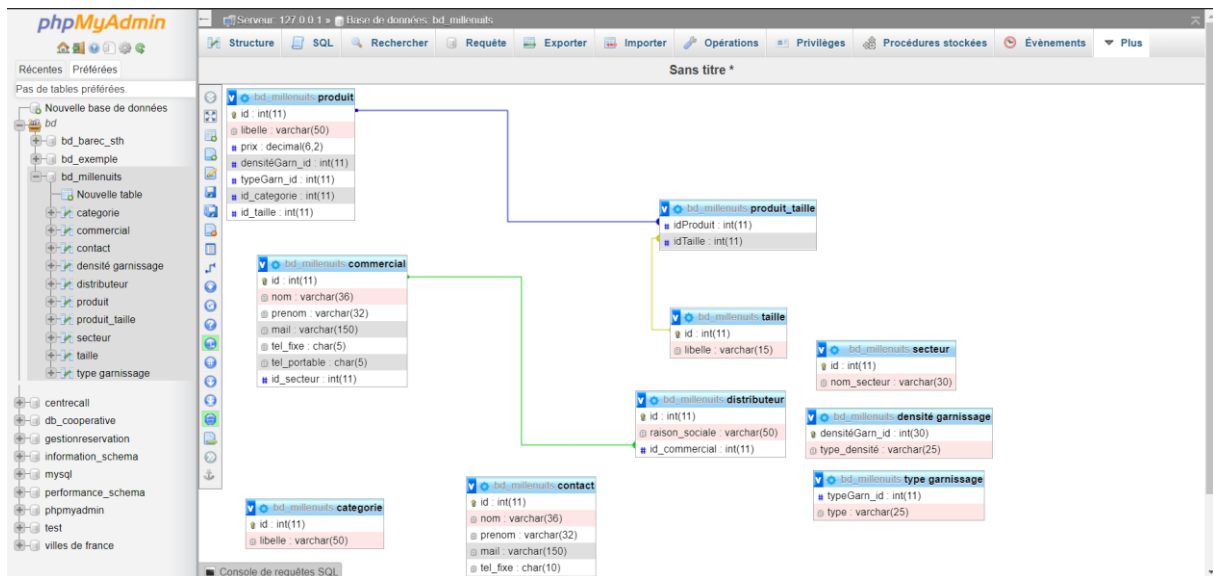 phpMyAdmin
Récentes Préférées
Pas de tables préférées.
Nouvelle base de données
bd
bd_barec_sth
bd_exemple
bd_millenuits
Nouvelle table
categorie
commercial
contact
densité garnissage
distributeur
produit
produit_taille
secteur
taille
type garnissage
centrecall
db_cooperative
gestionreservation
information_schema
mysql
performance_schema
phpmyadmin
test
villes de france
Serveur: 127.0.0.1 » Base de données: bd_millenuits
Structure SQL Rechercher Requête Exporter Importer Opérations Privilèges Procédures stockées Évènements Plus
Sans titre *
bd_millenuits produit
id : int(11)
libelle : varchar(50)
prix : decimal(6,2)
densitéGarn_id : int(11)
typeGarn_id : int(11)
id_categorie : int(11)
id_taille : int(11)
bd_millenuits produit_taille
idProduit : int(11)
idTaille : int(11)
bd_millenuits commercial
id : int(11)
nom : varchar(36)
prenom : varchar(32)
mail : varchar(150)
tel_fixe : char(5)
tel_portable : char(5)
id_secteur : int(11)
bd_millenuits taille
id : int(11)
libelle : varchar(15)
bd_millenuits secteur
id : int(11)
nom_secteur : varchar(30)
bd_millenuits distributeur
id : int(11)
raison_sociale : varchar(50)
id_commercial : int(11)
bd_millenuits densité garnissage
densitéGarn_id : int(30)
type_densité : varchar(25)
bd_millenuits type garnissage
typeGarn_id : int(11)
type : varchar(25)
bd_millenuits contact
id : int(11)
nom : varchar(36)
prenom : varchar(32)
mail : varchar(150)
tel_fixe : char(10)
bd_millenuits categorie
id : int(11)
libelle : varchar(50)
Console de requêtes SQL